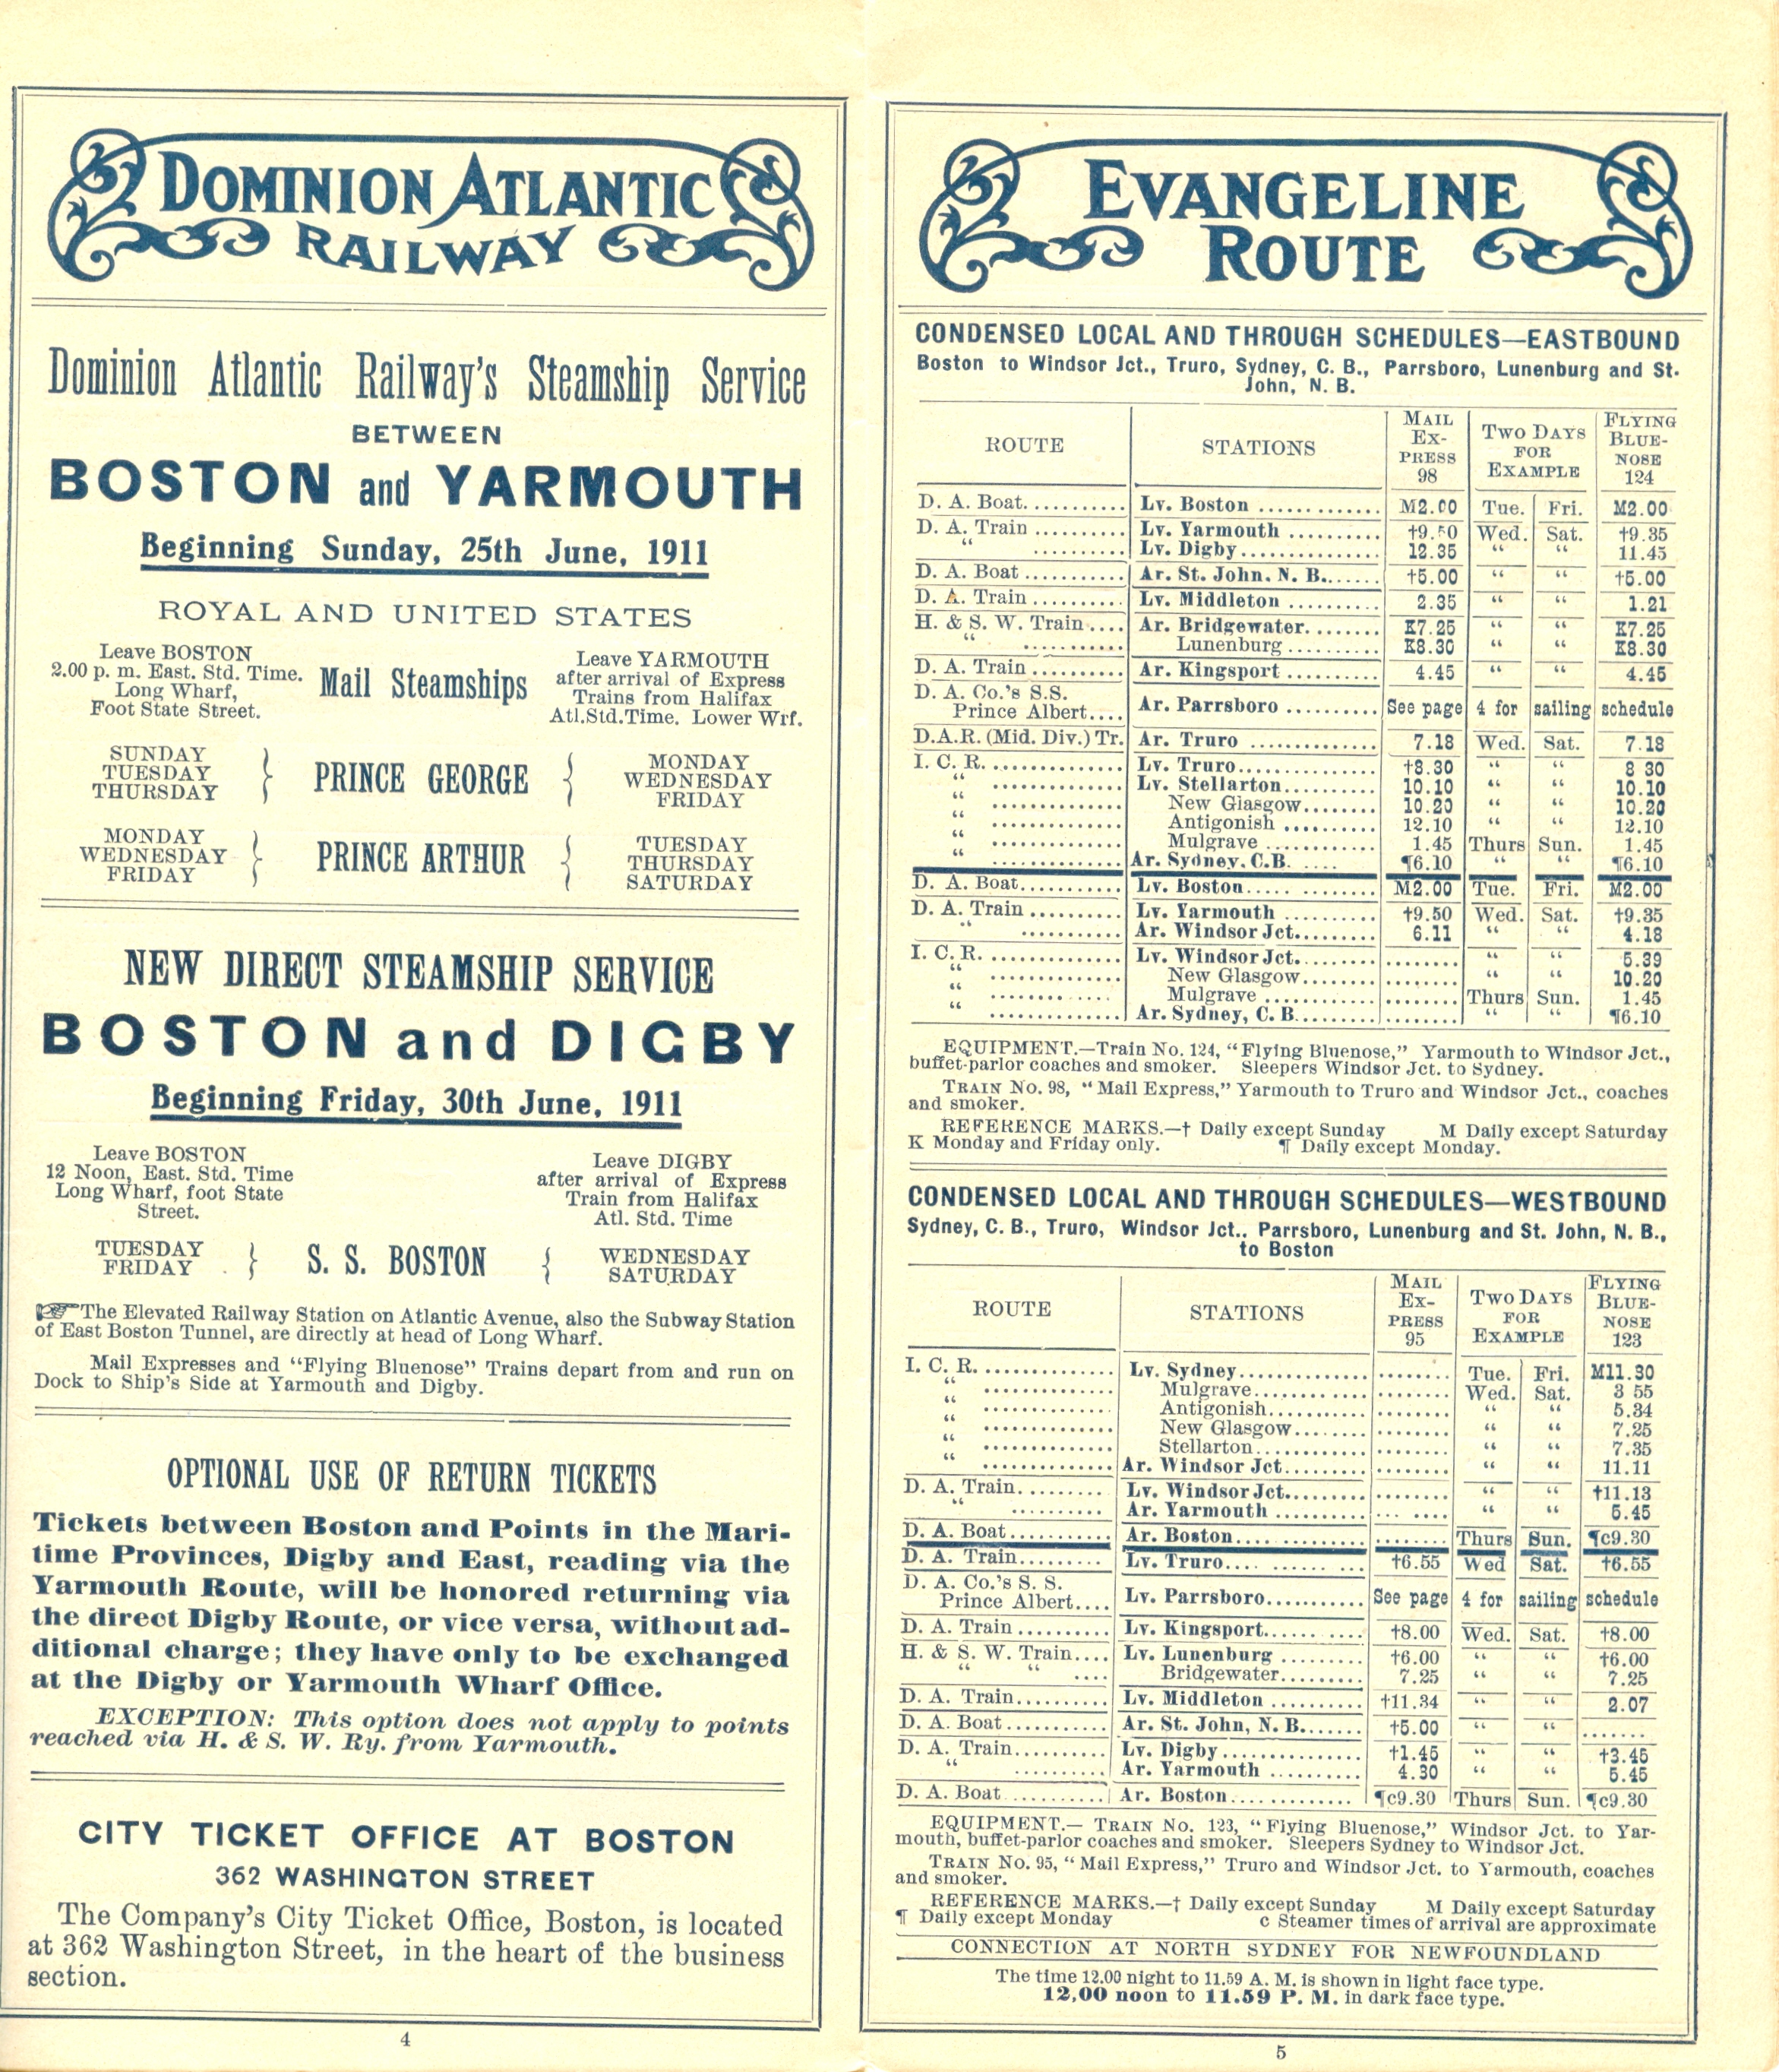 DOMINION ATLANTIC
RAILWAY
Dominion Atlantic Railway's Steamship Service
BETWEEN
BOSTON and YARMOUTH
Beginning Sunday, 25th June, 1911
ROYAL AND UNITED STATES
Leave BOSTON
2.00 p. m. East. Std. Time.
Long Wharf,
Foot State Street.
Mail Steamships
Leave YARMOUTH
after arrival of Express
Trains from Halifax
Atl.Std.Time. Lower Wrf.
SUNDAY
TUESDAY
THURSDAY
PRINCE GEORGE
MONDAY
WEDNESDAY
FRIDAY
MONDAY
WEDNESDAY
FRIDAY
PRINCE ARTHUR
TUESDAY
THURSDAY
SATURDAY
NEW DIRECT STEAMSHIP SERVICE
BOSTON and DIGBY
Beginning Friday, 30th June, 1911
Leave BOSTON
12 Noon, East. Std. Time
Long Wharf, foot State
Street.
Leave DIGBY
after arrival of Express
Train from Halifax
Atl. Std. Time
TUESDAY
FRIDAY
S. S. BOSTON
WEDNESDAY
SATURDAY
☞The Elevated Railway Station on Atlantic Avenue, also the Subway Station
of East Boston Tunnel, are directly at head of Long Wharf.
Mail Expresses and "Flying Bluenose" Trains depart from and run on
Dock to Ship's Side at Yarmouth and Digby.
OPTIONAL USE OF RETURN TICKETS
Tickets between Boston and Points in the Mari-
time Provinces, Digby and East, reading via the
Yarmouth Route, will be honored returning via
the direct Digby Route, or vice versa, without ad-
ditional charge; they have only to be exchanged
at the Digby or Yarmouth Wharf Office.
EXCEPTION: This option does not apply to points
reached via H. & S. W. Ry. from Yarmouth.
CITY TICKET OFFICE AT BOSTON
362 WASHINGTON STREET
The Company's City Ticket Office, Boston, is located
at 362 Washington Street, in the heart of the business
section.
4
EVANGELINE
ROUTE
CONDENSED LOCAL AND THROUGH SCHEDULES—EASTBOUND
Boston to Windsor Jct., Truro, Sydney, C. B., Parrsboro, Lunenburg and St.
John, N. B.
ROUTE STATIONS MAIL EX-PRESS 98 TWO DAYS FOR EXAMPLE FLYING BLUE-NOSE 124
D. A. Boat........... Lv. Boston ............. M2.00 Tue. Fri. M2.00
D. A. Train .......... Lv. Yarmouth .......... †9.50 Wed. Sat. †9.35
“ .......... Lv. Digby............... 12.35 “ “ 11.45
D. A. Boat ........... Ar. St. John. N. B....... †5.00 “ “ †5.00
D. A. Train .......... Lv. Middleton .......... 2.35 “ “ 1.21
H. & S. W. Train.... Ar. Bridgewater........ K7.25 “ “ K7.25
“ ........... Lunenburg .......... K8.30 “ “ K8.30
D. A. Train .......... Ar. Kingsport .......... 4.45 “ “ 4.45
D. A. Co.'s S.S.
Prince Albert.... Ar. Parrsboro .......... See page 4 for sailing schedule
D.A.R. (Mid. Div.) Tr. Ar. Truro .............. 7.18 Wed. Sat. 7.18
I. C. R. .............. Lv. Truro............... †8.30 “ “ 8 30
“ .............. Lv. Stellarton.......... 10.10 “ “ 10.10
“ .............. New Glasgow........ 10.20 “ “ 10.20
“ .............. Antigonish .......... 12.10 “ “ 12.10
“ .............. Mulgrave ............ 1.45 Thurs Sun. 1.45
“ .............. Ar. Sydney, C.B. ..... ¶6.10 “ “ ¶6.10
D. A. Boat........... Lv. Boston..... ........ M2.00 Tue. Fri. M2.00
D. A. Train .......... Lv. Yarmouth .......... †9.50 Wed. Sat. †9.35
“ ........... Ar. Windsor Jct......... 6.11 “ “ 4.18
I. C. R. .............. Lv. Windsor Jct......... ........ “ “ 5.39
“ .............. New Glasgow........ ........ “ “ 10.20
“ .............. Mulgrave ............ ........ Thurs Sun. 1.45
“ .............. Ar. Sydney, C. B......... ........ “ “ ¶6.10
EQUIPMENT.—Train No. 124, "Flying Bluenose," Yarmouth to Windsor Jct.,
buffet-parlor coaches and smoker. Sleepers Windsor Jct. to Sydney.
TRAIN NO. 98, "Mail Express," Yarmouth to Truro and Windsor Jct., coaches
and smoker.
REFERENCE MARKS.—† Daily except Sunday M Daily except Saturday
K Monday and Friday only. ¶ Daily except Monday.
CONDENSED LOCAL AND THROUGH SCHEDULES—WESTBOUND
Sydney, C. B., Truro, Windsor Jct., Parrsboro, Lunenburg and St. John, N. B.,
to Boston
ROUTE STATIONS MAIL EX-PRESS 95 TWO DAYS FOR EXAMPLE FLYING BLUE-NOSE 123
I. C. R. .............. Lv. Sydney.............. ........ Tue. Fri. M11.30
“ .............. Mulgrave............. ........ Wed. Sat. 3 55
“ .............. Antigonish........... ........ “ “ 5.34
“ .............. New Glasgow......... ........ “ “ 7.25
“ .............. Stellarton............. ........ “ “ 7.35
“ .............. Ar. Windsor Jct......... ........ “ “ 11.11
D. A. Train.......... Lv. Windsor Jct......... ........ “ “ †11.13
“ .......... Ar. Yarmouth .......... ........ “ “ 5.45
D. A. Boat........... Ar. Boston.............. ........ Thurs Sun. ¶c9.30
D. A. Train.......... Lv. Truro.... ...... ... †6.55 Wed Sat. †6.55
D. A. Co.'s S. S.
Prince Albert.... Lv. Parrsboro........... See page 4 for sailing schedule
D. A. Train .......... Lv. Kingsport...... .... †8.00 Wed. Sat. †8.00
H. & S. W. Train.... Lv. Lunenburg ......... †6.00 “ “ †6.00
“ “ .... Bridgewater......... 7.25 “ “ 7.25
D. A. Train........... Lv. Middleton .......... †11.34 “ “ 2.07
D. A. Boat........... Ar. St. John, N. B....... †5.00 “ “ .......
D. A. Train........... Lv. Digby............... †1.45 “ “ †3.45
“ ........... Ar. Yarmouth .......... 4.30 “ “ 5.45
D. A. Boat ........... Ar. Boston.............. ¶c9.30 Thurs Sun. ¶c9.30
EQUIPMENT.— TRAIN NO. 123, "Flying Bluenose," Windsor Jct. to Yar-
mouth, buffet-parlor coaches and smoker. Sleepers Sydney to Windsor Jct.
TRAIN NO. 95, "Mail Express," Truro and Windsor Jct. to Yarmouth, coaches
and smoker.
REFERENCE MARKS.—† Daily except Sunday M Daily except Saturday
¶ Daily except Monday c Steamer times of arrival are approximate
CONNECTION AT NORTH SYDNEY FOR NEWFOUNDLAND
The time 12.00 night to 11.59 A. M. is shown in light face type.
12,00 noon to 11.59 P. M. in dark face type.
5